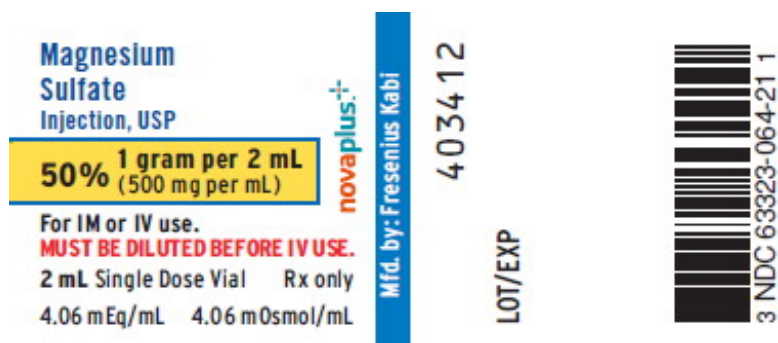 Magnesium
Sulfate
Injection, USP
50% 1 gram per 2 mL
(500 mg per mL)
For IM or IV use.
MUST BE DILUTED BEFORE IV USE.
2 mL Single Dose Vial Rx only
4.06 mEq/mL 4.06 mOsmol/mL
novaplus.+
Mfd. by: Fresenius Kabi
403412
LOT/EXP
3 NDC 63323-064-21 1